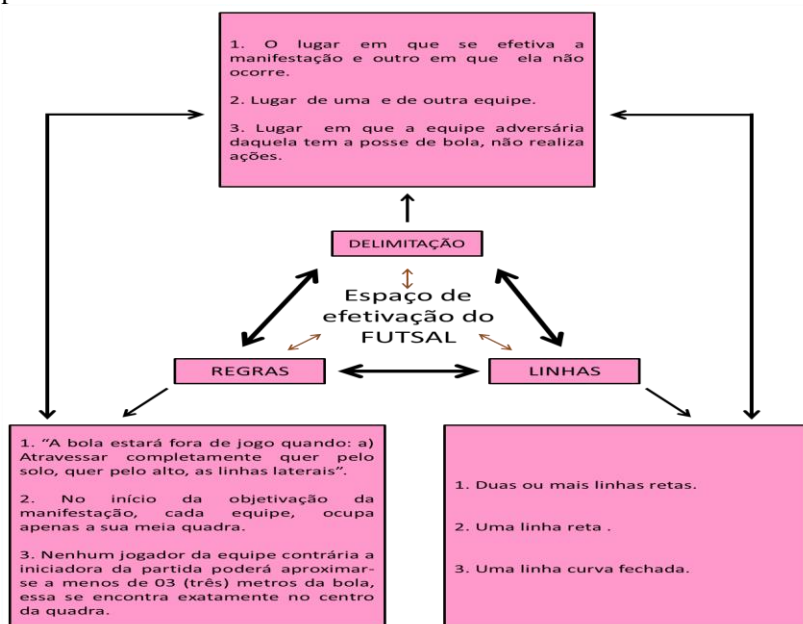 1. O lugar em que se efetiva a
manifestação e outro em que ela não
ocorre.
2. Lugar de uma e de outra equipe.
3. Lugar em que a equipe adversária
daquela tem a posse de bola, não realiza
ações.
DELIMITAÇÃO
Espaço de
efetivação do
FUTSAL
REGRAS
LINHAS
1. “A bola estará fora de jogo quando: a)
Atravessar completamente quer pelo
solo, quer pelo alto, as linhas laterais”.
2. No início da objetivação da
manifestação, cada equipe, ocupa
apenas a sua meia quadra.
3. Nenhum jogador da equipe contrária a
iniciadora da partida poderá aproximar-
se a menos de 03 (três) metros da bola,
essa se encontra exatamente no centro
da quadra.
1. Duas ou mais linhas retas.
2. Uma linha reta .
3. Uma linha curva fechada.